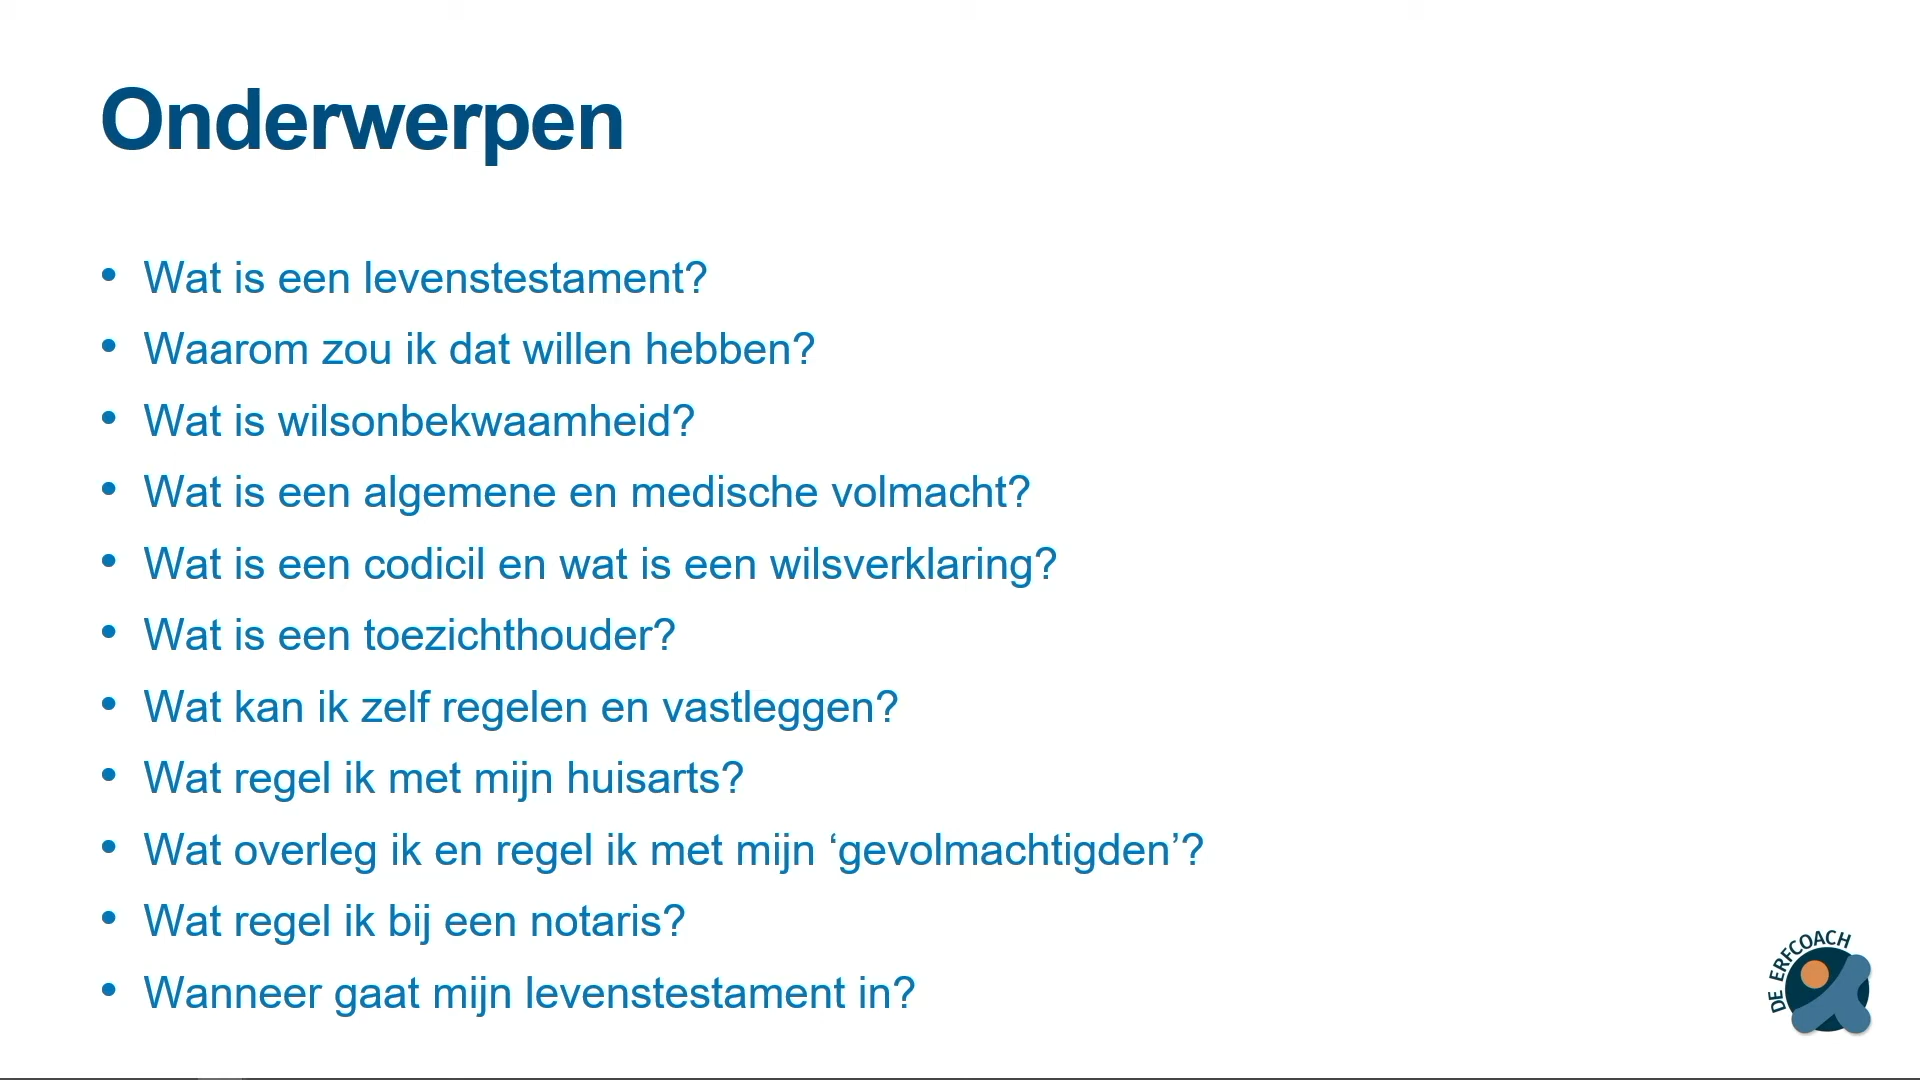 Onderwerpen
• Wat is een levenstestament?
• Waarom zou ik dat willen hebben?
• Wat is wilsonbekwaamheid?
• Wat is een algemene en medische volmacht?
• Wat is een codicil en wat is een wilsverklaring?
• Wat is een toezichthouder?
• Wat kan ik zelf regelen en vastleggen?
• Wat regel ik met mijn huisarts?
• Wat overleg ik en regel ik met mijn ‘gevolmachtigden’?
• Wat regel ik bij een notaris?
• Wanneer gaat mijn levenstestament in?
DE ERFCOACH